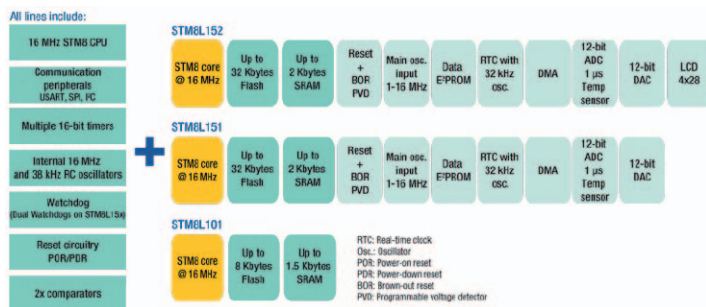 All lines include:
16 MHz STM8 CPU
Communication
peripherals
USART, SPI, I²C
Multiple 16-bit timers
Internal 16 MHz
and 38 kHz RC oscillators
Watchdog
(Dual Watchdogs on STM8L15x)
Reset circuitry
POR/PDR
2x comparators
STM8L152
STM8 core
@ 16 MHz
Up to
32 Kbytes
Flash
Up to
2 Kbytes
SRAM
Reset
+
BOR
PVD
Main osc.
input
1-16 MHz
Data
E²PROM
RTC with
32 kHz
osc.
DMA
12-bit
ADC
1 µs
Temp
sensor
12-bit
DAC
LCD
4x28
STM8L151
STM8 core
@ 16 MHz
Up to
32 Kbytes
Flash
Up to
2 Kbytes
SRAM
Reset
+
BOR
PVD
Main osc.
input
1-16 MHz
Data
E²PROM
RTC with
32 kHz
osc.
DMA
12-bit
ADC
1 µs
Temp
sensor
12-bit
DAC
STM8L101
STM8 core
@ 16 MHz
Up to
8 Kbytes
Flash
Up to
1.5 Kbytes
SRAM
RTC: Real-time clock
Osc.: Oscillator
POR: Power-on reset
PDR: Power-down reset
BOR: Brown-out reset
PVD: Programmable voltage detector